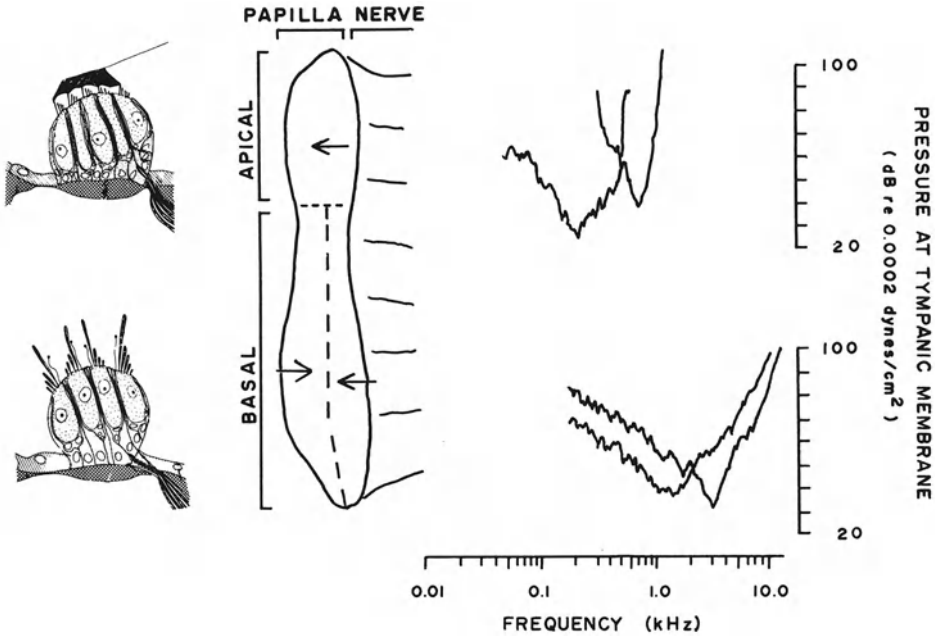 PAPILLA NERVE
APICAL
BASAL
100
20
100
20
PRESSURE AT TYMPANIC MEMBRANE
(dB re 0.0002 dynes/cm²)
0.01 0.1 1.0 10.0
FREQUENCY (kHz)